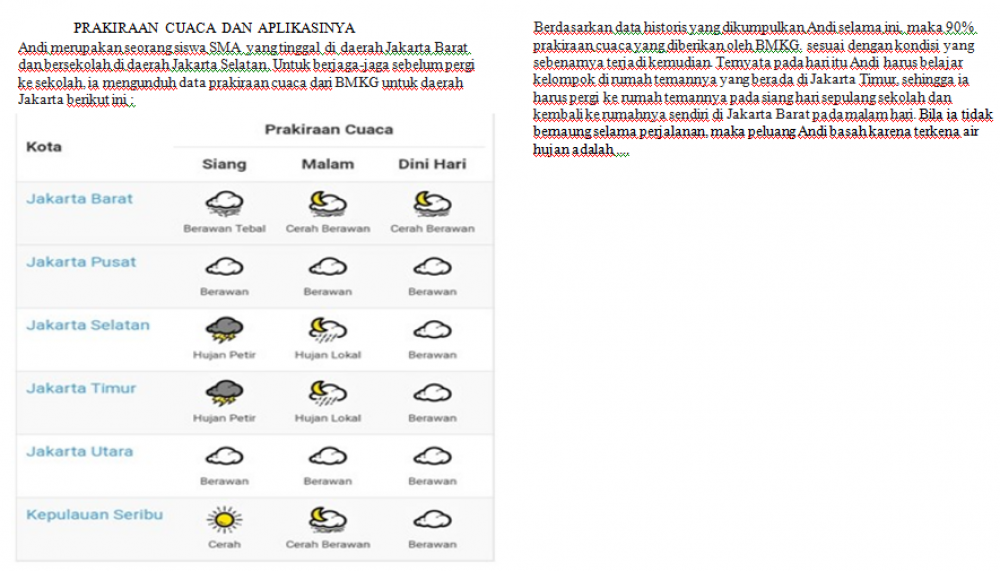 PRAKIRAAN CUACA DAN APLIKASINYA
Andi merupakan seorang siswa SMA yang tinggal di daerah Jakarta Barat
dan bersekolah di daerah Jakarta Selatan. Untuk berjaga-jaga sebelum pergi
ke sekolah, ia mengunduh data prakiraan cuaca dari BMKG untuk daerah
Jakarta berikut ini :
Kota
Prakiraan Cuaca
Siang Malam Dini Hari
Jakarta Barat
Berawan Tebal Cerah Berawan Cerah Berawan
Jakarta Pusat
Berawan Berawan Berawan
Jakarta Selatan
Hujan Petir Hujan Lokal Berawan
Jakarta Timur
Hujan Petir Hujan Lokal Berawan
Jakarta Utara
Berawan Berawan Berawan
Kepulauan Seribu
Cerah Cerah Berawan Berawan
Berdasarkan data historis yang dikumpulkan Andi selama ini, maka 90%
prakiraan cuaca yang diberikan oleh BMKG sesuai dengan kondisi yang
sebenarnya terjadi kemudian. Ternyata pada hari itu Andi harus belajar
kelompok di rumah temannya yang berada di Jakarta Timur, sehingga ia
harus pergi ke rumah temannya pada siang hari sepulang sekolah dan
kembali ke rumahnya sendiri di Jakarta Barat pada malam hari. Bila ia tidak
bernaung selama perjalanan, maka peluang Andi basah karena terkena air
hujan adalah ....